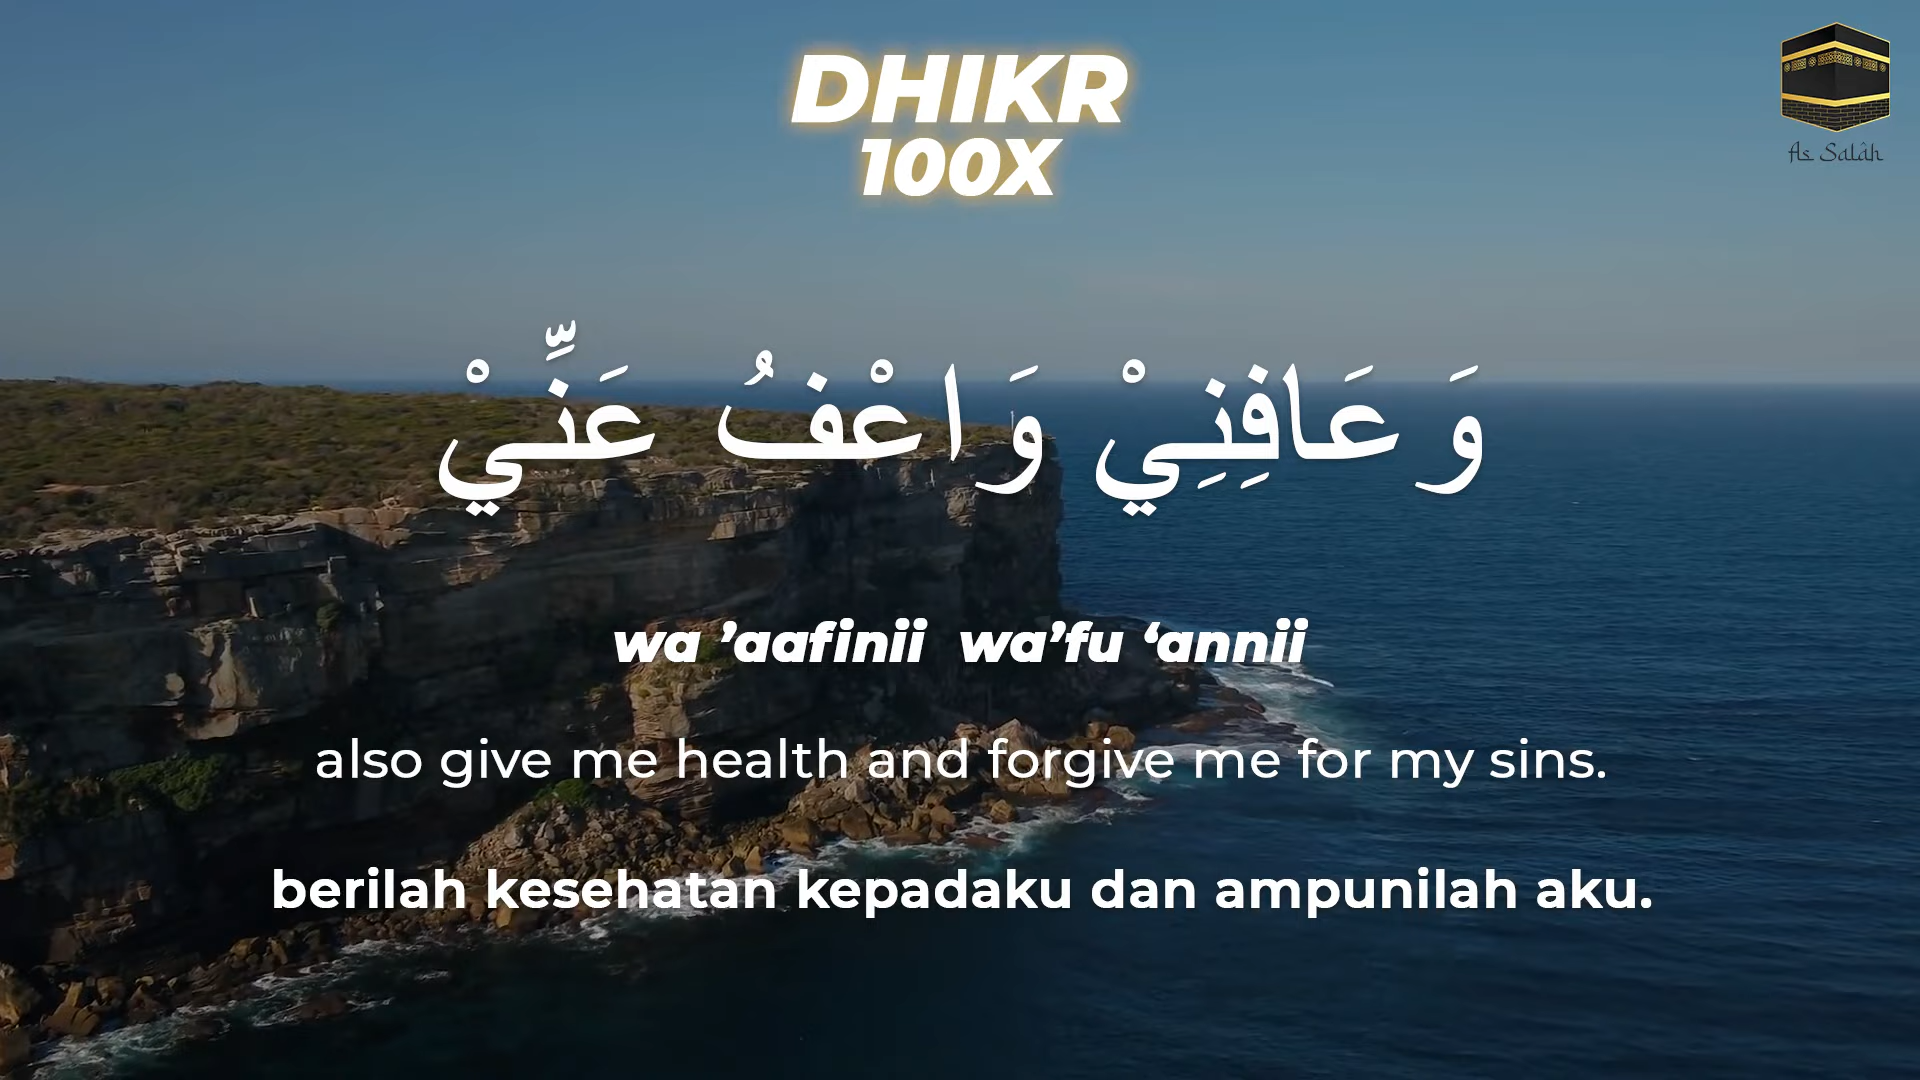 DHIKR
100X
As Salâh
وَ عَافِنِيْ وَاعْفُ عَنِّيْ
wa ’aafinii wa’fu ‘annii
also give me health and forgive me for my sins.
berilah kesehatan kepadaku dan ampunilah aku.